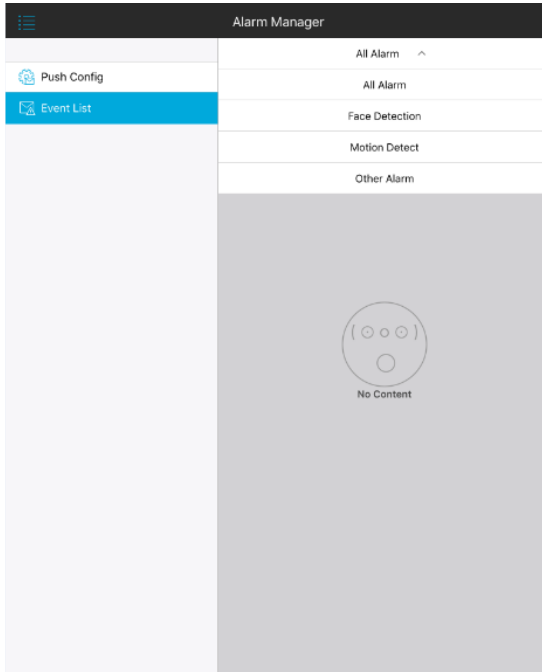 Alarm Manager
Push Config
Event List
All Alarm
All Alarm
Face Detection
Motion Detect
Other Alarm
No Content